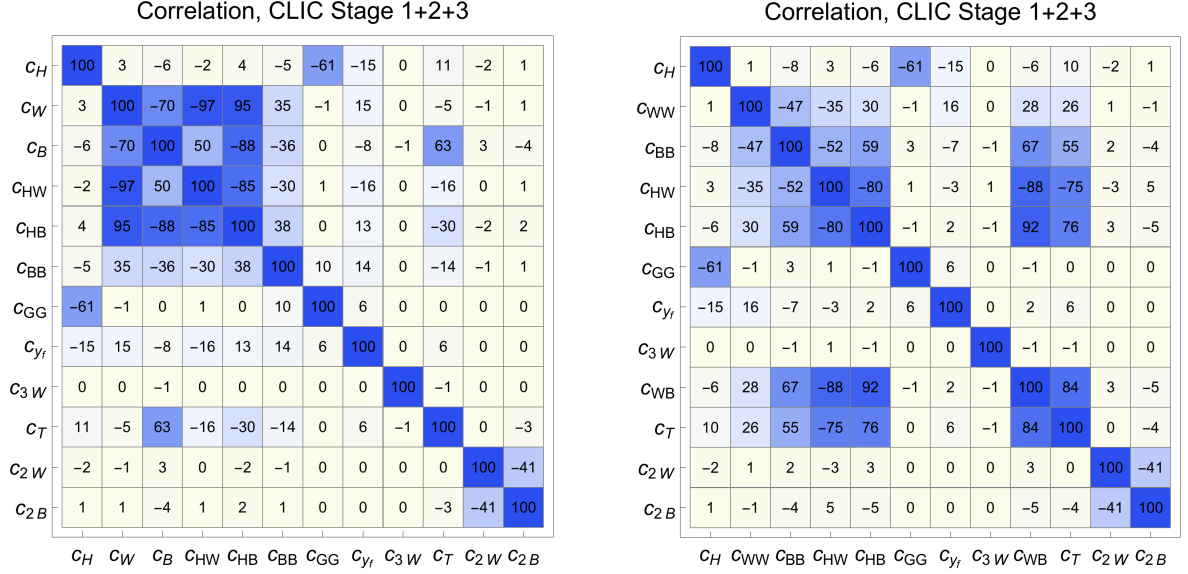 Correlation, CLIC Stage 1+2+3
c_H 100 3 −6 −2 4 −5 −61 −15 0 11 −2 1
c_W 3 100 −70 −97 95 35 −1 15 0 −5 −1 1
c_B −6 −70 100 50 −88 −36 0 −8 −1 63 3 −4
c_HW −2 −97 50 100 −85 −30 1 −16 0 −16 0 1
c_HB 4 95 −88 −85 100 38 0 13 0 −30 −2 2
c_BB −5 35 −36 −30 38 100 10 14 0 −14 −1 1
c_GG −61 −1 0 1 0 10 100 6 0 0 0 0
c_y_f −15 15 −8 −16 13 14 6 100 0 6 0 0
c_3W 0 0 −1 0 0 0 0 0 100 −1 0 0
c_T 11 −5 63 −16 −30 −14 0 6 −1 100 0 −3
c_2W −2 −1 3 0 −2 −1 0 0 0 0 100 −41
c_2B 1 1 −4 1 2 1 0 0 0 −3 −41 100
c_H c_W c_B c_HW c_HB c_BB c_GG c_y_f c_3W c_T c_2W c_2B
Correlation, CLIC Stage 1+2+3
c_H 100 1 −8 3 −6 −61 −15 0 −6 10 −2 1
c_WW 1 100 −47 −35 30 −1 16 0 28 26 1 −1
c_BB −8 −47 100 −52 59 3 −7 −1 67 55 2 −4
c_HW 3 −35 −52 100 −80 1 −3 1 −88 −75 −3 5
c_HB −6 30 59 −80 100 −1 2 −1 92 76 3 −5
c_GG −61 −1 3 1 −1 100 6 0 −1 0 0 0
c_y_f −15 16 −7 −3 2 6 100 0 2 6 0 0
c_3W 0 0 −1 1 −1 0 0 100 −1 −1 0 0
c_WB −6 28 67 −88 92 −1 2 −1 100 84 3 −5
c_T 10 26 55 −75 76 0 6 −1 84 100 0 −4
c_2W −2 1 2 −3 3 0 0 0 3 0 100 −41
c_2B 1 −1 −4 5 −5 0 0 0 −5 −4 −41 100
c_H c_WW c_BB c_HW c_HB c_GG c_y_f c_3W c_WB c_T c_2W c_2B